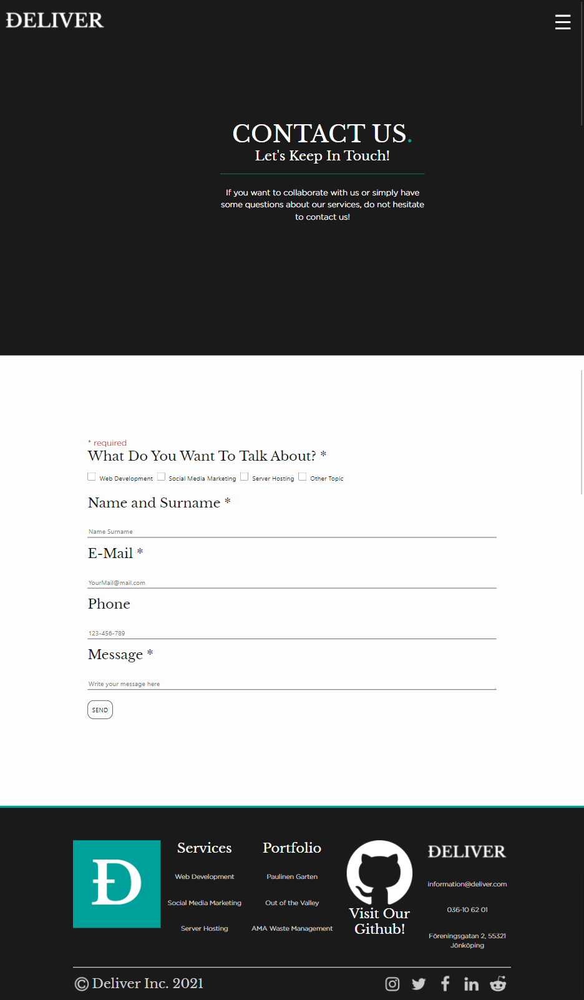 ĐELIVER
CONTACT US.
Let's Keep In Touch!
If you want to collaborate with us or simply have
some questions about our services, do not hesitate
to contact us!
* required
What Do You Want To Talk About? *
Web Development Social Media Marketing Server Hosting Other Topic
Name and Surname *
Name Surname
E-Mail *
YourMail@mail.com
Phone
123-456-789
Message *
Write your message here
SEND
Đ
Services
Web Development
Social Media Marketing
Server Hosting
Portfolio
Paulinen Garten
Out of the Valley
AMA Waste Management
Visit Our
Github!
ĐELIVER
information@deliver.com
036-10 62 01
Föreningsgatan 2, 55321
Jönköping
© Deliver Inc. 2021